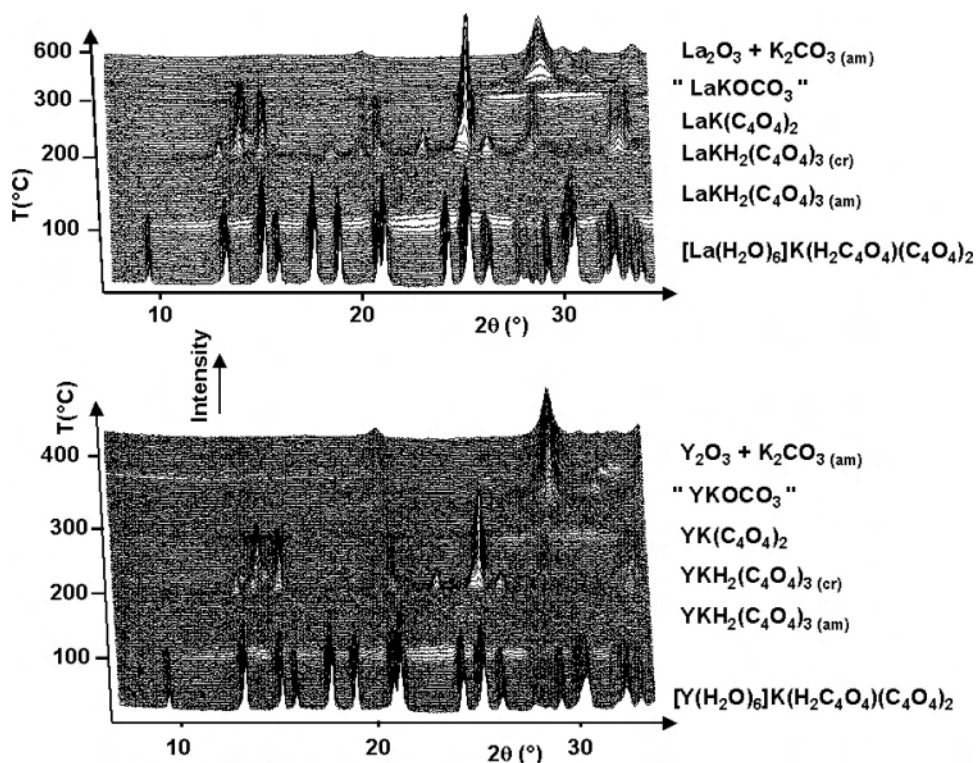 T(°C)
600
300
200
100
10
20
30
2θ (°)
La₂O₃ + K₂CO₃ (am)
" LaKOCO₃ "
LaK(C₄O₄)₂
LaKH₂(C₄O₄)₃ (cr)
LaKH₂(C₄O₄)₃ (am)
[La(H₂O)₆]K(H₂C₄O₄)(C₄O₄)₂
Intensity
T(°C)
400
300
200
100
10
20
30
2θ (°)
Y₂O₃ + K₂CO₃ (am)
" YKOCO₃ "
YK(C₄O₄)₂
YKH₂(C₄O₄)₃ (cr)
YKH₂(C₄O₄)₃ (am)
[Y(H₂O)₆]K(H₂C₄O₄)(C₄O₄)₂